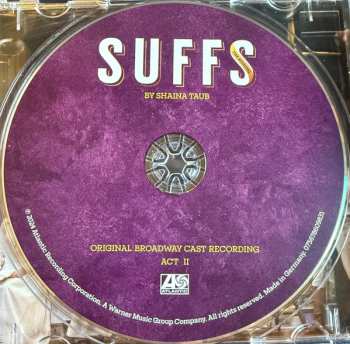 SUFFS
BY SHAINA TAUB
ORIGINAL BROADWAY CAST RECORDING
ACT II
ATLANTIC
℗ 2024 Atlantic Recording Corporation. A Warner Music Group Company. All rights reserved. Made in Germany.